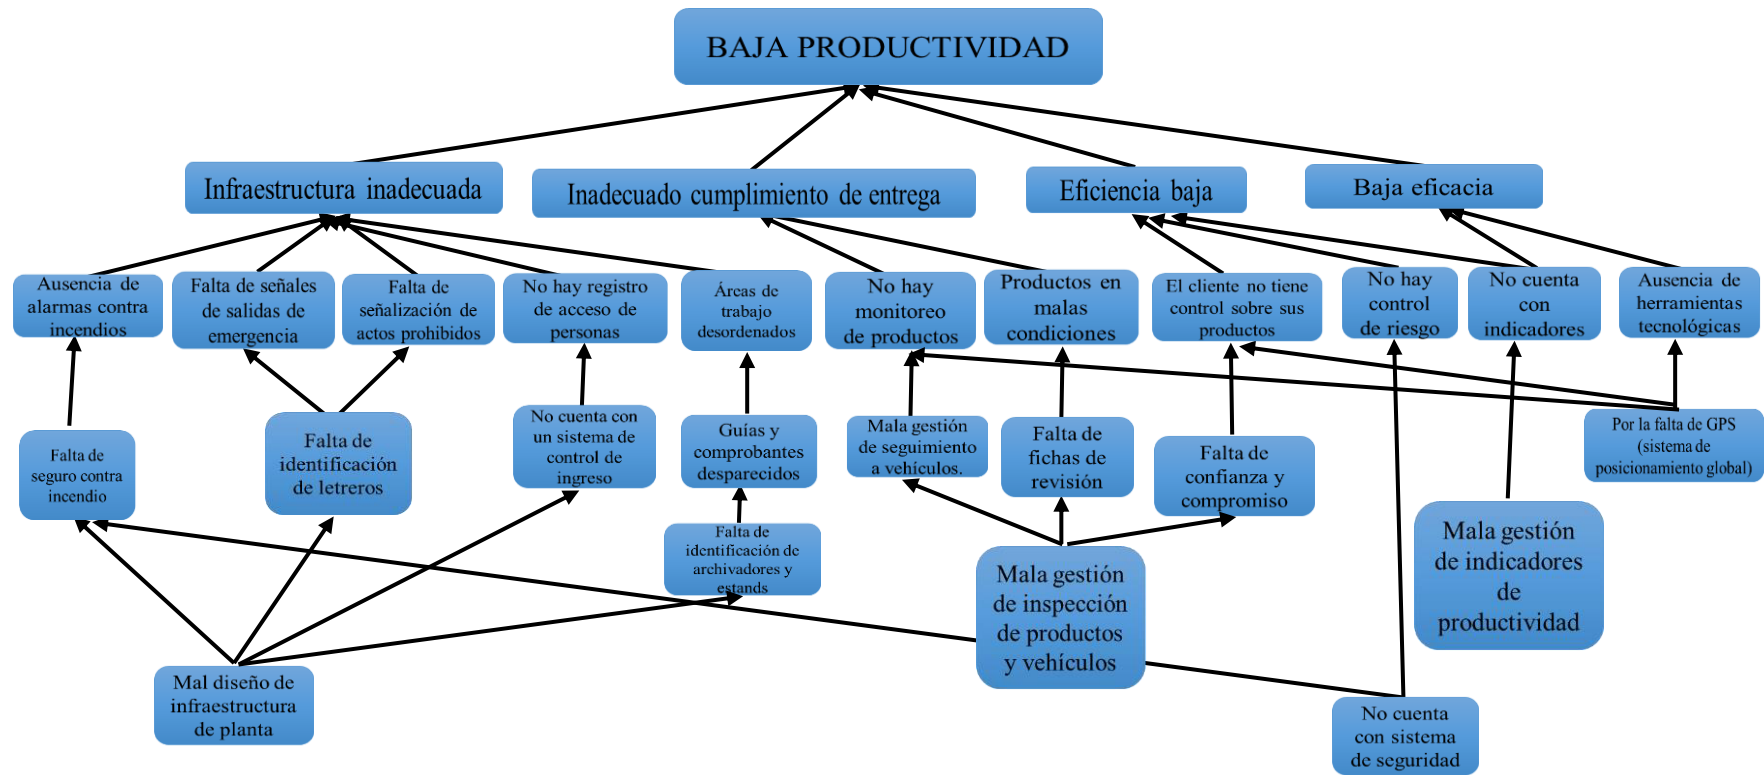 BAJA PRODUCTIVIDAD
Infraestructura inadecuada
Inadecuado cumplimiento de entrega
Eficiencia baja
Baja eficacia
Ausencia de
alarmas contra
incendios
Falta de señales
de salidas de
emergencia
Falta de
señalización de
actos prohibidos
No hay registro
de acceso de
personas
Áreas de
trabajo
desordenados
No hay
monitoreo
de productos
Productos en
malas
condiciones
El cliente no tiene
control sobre sus
productos
No hay
control
de riesgo
No cuenta
con
indicadores
Ausencia de
herramientas
tecnológicas
Falta de
seguro contra
incendio
Falta de
identificación
de letreros
No cuenta con
un sistema de
control de
ingreso
Guías y
comprobantes
desparecidos
Mala gestión
de seguimiento
a vehículos.
Falta de
fichas de
revisión
Falta de
confianza y
compromiso
Por la falta de GPS
(sistema de
posicionamiento global)
Falta de
identificación de
archivadores y
estands
Mala gestión
de inspección
de productos
y vehículos
Mala gestión
de indicadores
de
productividad
Mal diseño de
infraestructura
de planta
No cuenta
con sistema
de seguridad